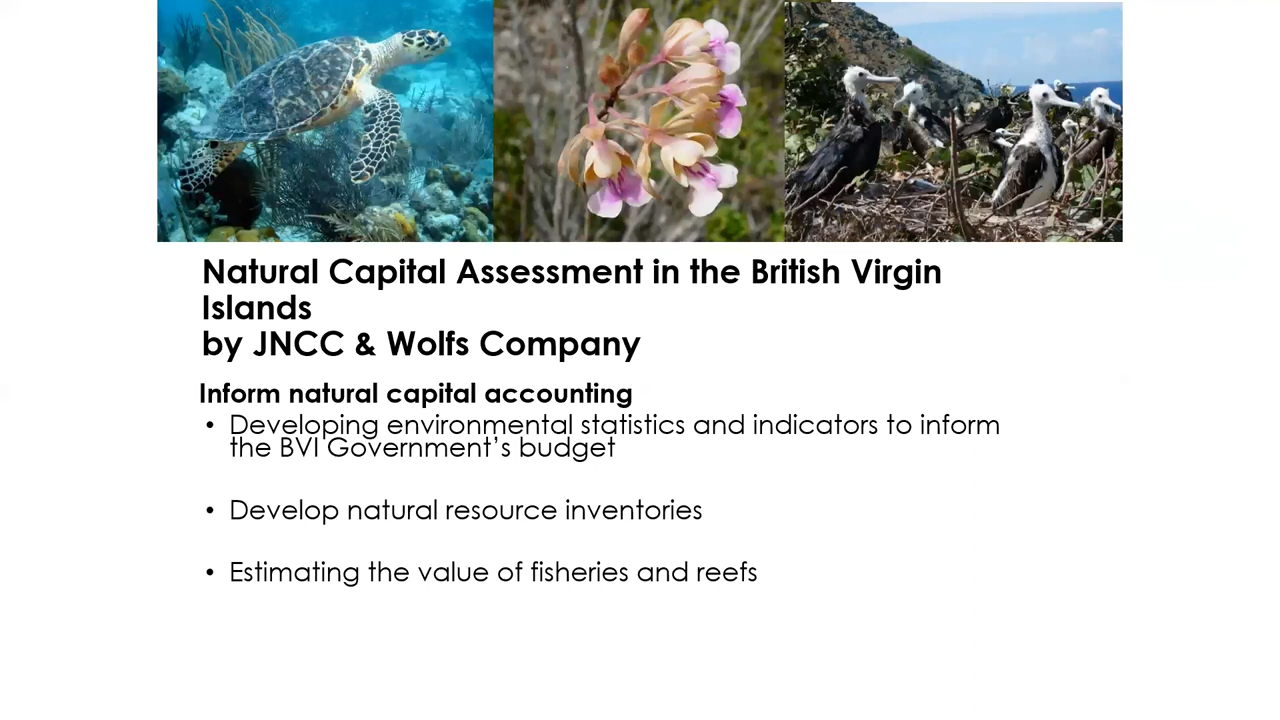 Natural Capital Assessment in the British Virgin
Islands
by JNCC & Wolfs Company
Inform natural capital accounting
• Developing environmental statistics and indicators to inform
the BVI Government’s budget
• Develop natural resource inventories
• Estimating the value of fisheries and reefs